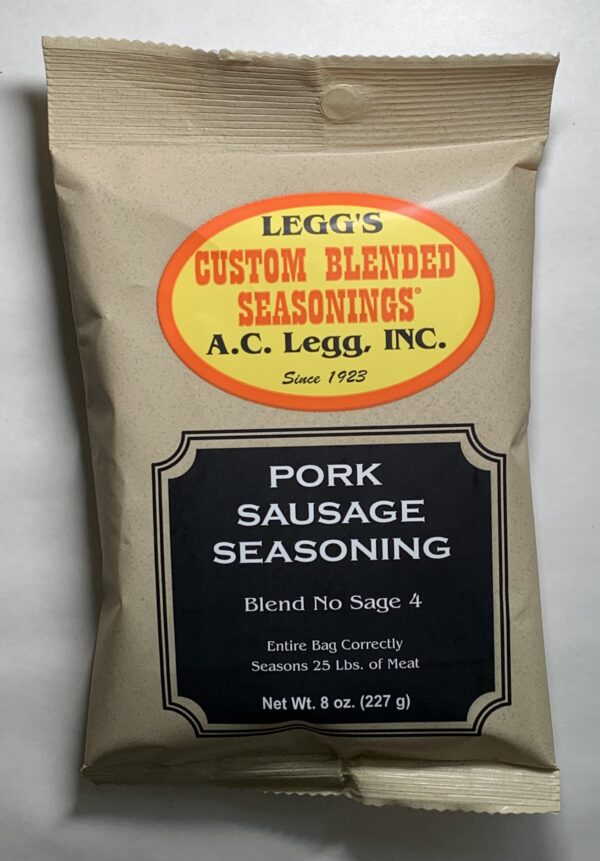 LEGG'S
CUSTOM BLENDED
SEASONINGS®
A.C. Legg, INC.
Since 1923
PORK
SAUSAGE
SEASONING
Blend No Sage 4
Entire Bag Correctly
Seasons 25 Lbs. of Meat
Net Wt. 8 oz. (227 g)